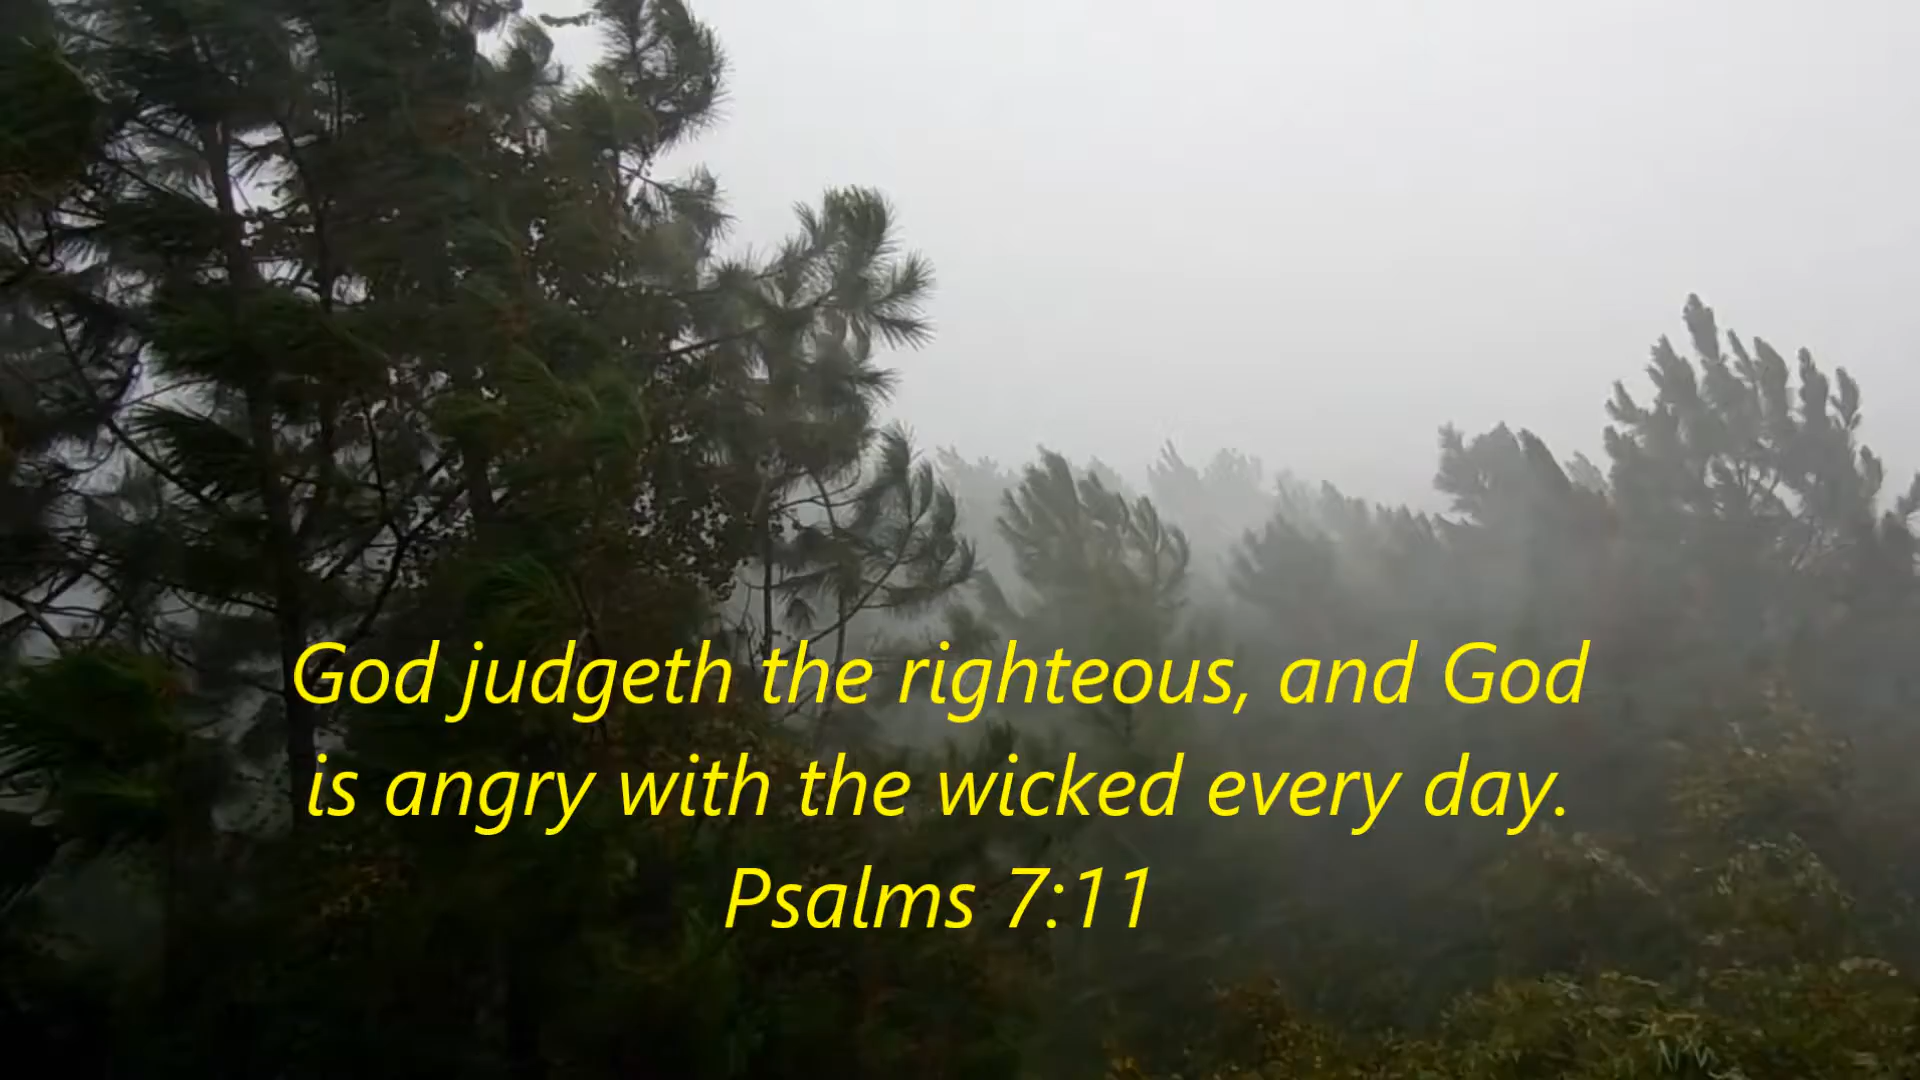 God judgeth the righteous, and God
is angry with the wicked every day.
Psalms 7:11